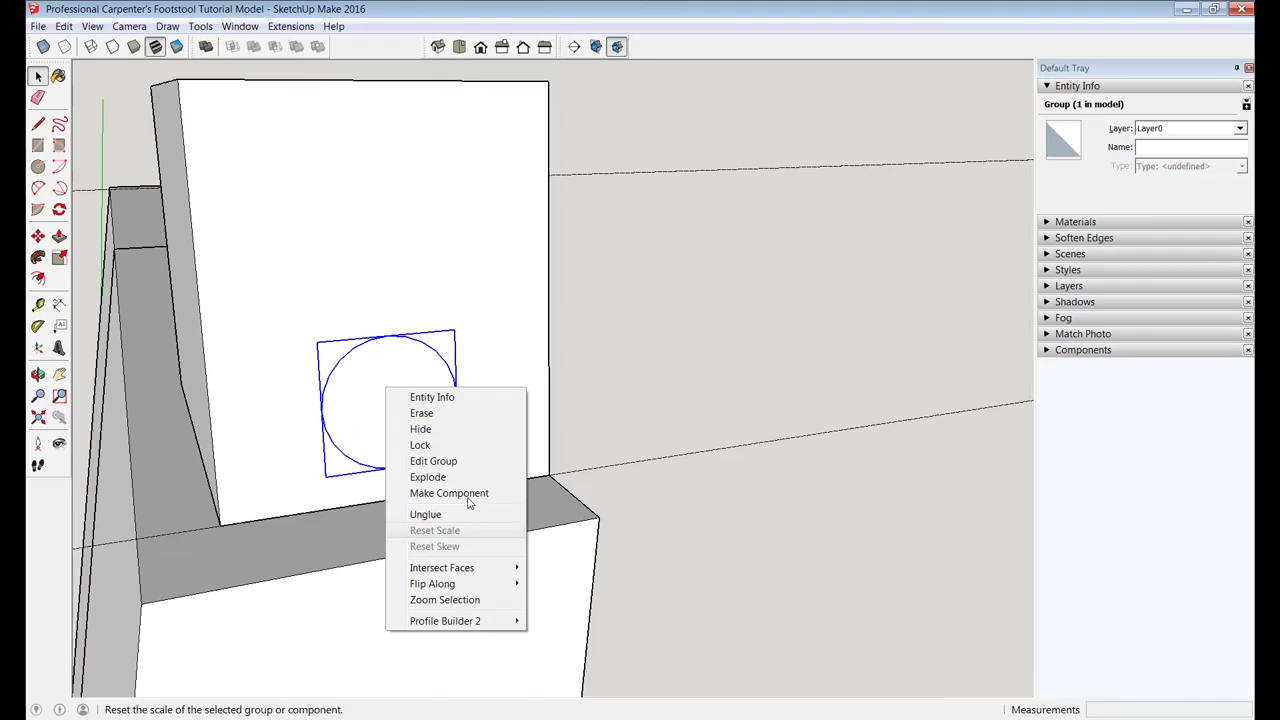 Professional Carpenter's Footstool Tutorial Model - SketchUp Make 2016
File Edit View Camera Draw Tools Window Extensions Help
Default Tray
Entity Info
Group (1 in model)
Layer: Layer0
Name:
Type: Type: <undefined>
Materials
Soften Edges
Scenes
Styles
Layers
Shadows
Fog
Match Photo
Components
Entity Info
Erase
Hide
Lock
Edit Group
Explode
Make Component
Unglue
Reset Scale
Reset Skew
Intersect Faces
Flip Along
Zoom Selection
Profile Builder 2
Reset the scale of the selected group or component.
Measurements